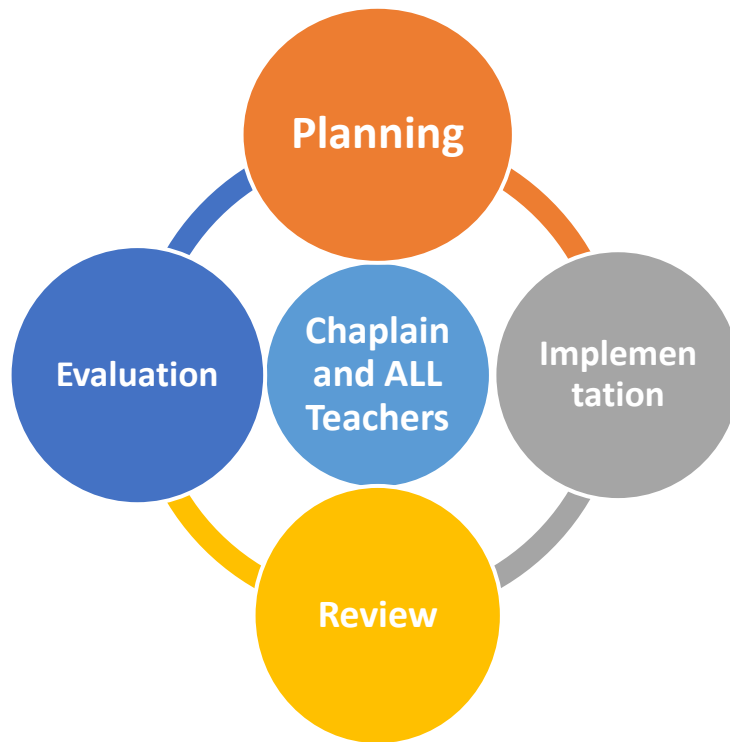 Planning
Evaluation
Chaplain
and ALL
Teachers
Implemen
tation
Review